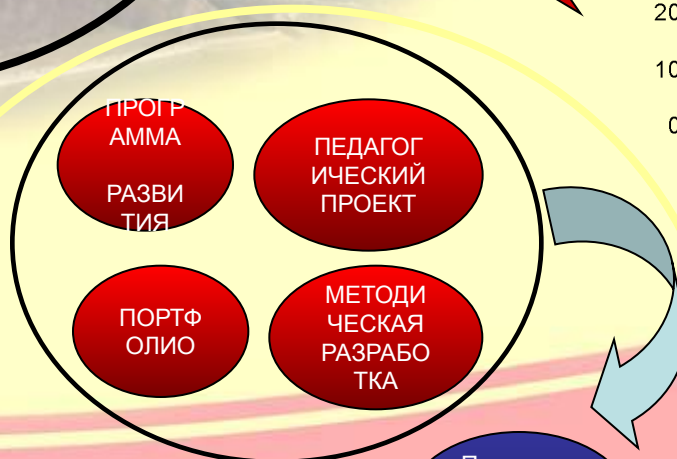 20
10
0
ПРОГР
АММА
РАЗВИ
ТИЯ
ПЕДАГОГ
ИЧЕСКИЙ
ПРОЕКТ
ПОРТФ
ОЛИО
МЕТОДИ
ЧЕСКАЯ
РАЗРАБО
ТКА